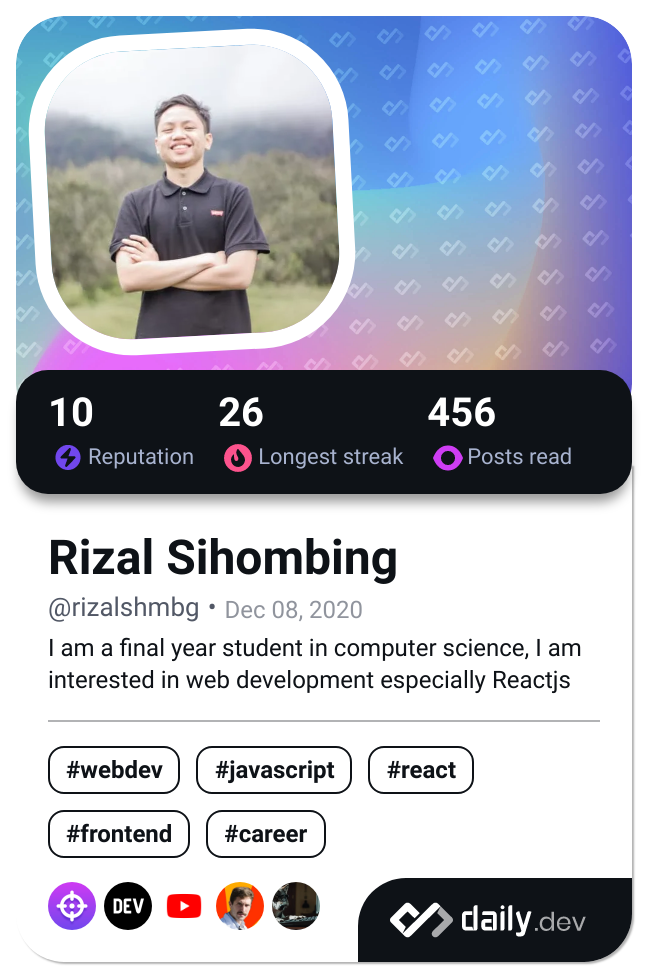 10 26 456
Reputation Longest streak Posts read
Rizal Sihombing
@rizalshmbg • Dec 08, 2020
I am a final year student in computer science, I am
interested in web development especially Reactjs
#webdev #javascript #react
#frontend #career
DEV
daily.dev